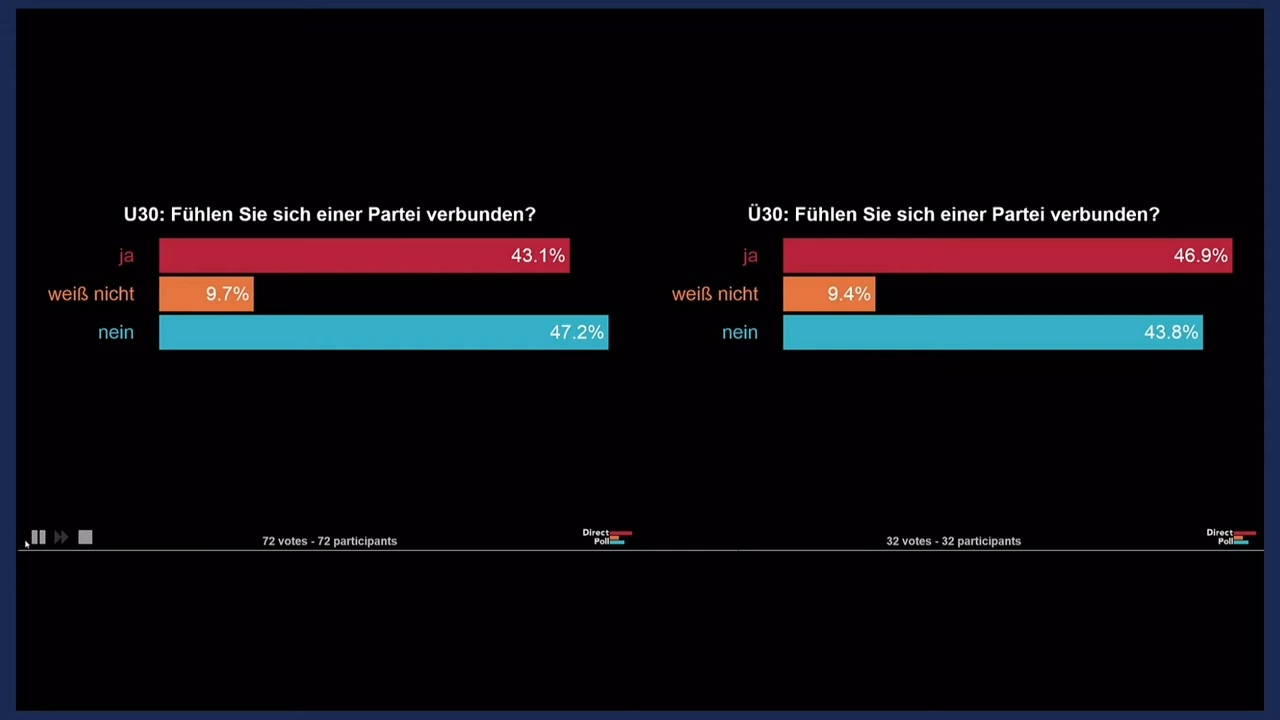 U30: Fühlen Sie sich einer Partei verbunden?
ja 43.1%
weiß nicht 9.7%
nein 47.2%
72 votes - 72 participants
Direct
Poll
Ü30: Fühlen Sie sich einer Partei verbunden?
ja 46.9%
weiß nicht 9.4%
nein 43.8%
32 votes - 32 participants
Direct
Poll